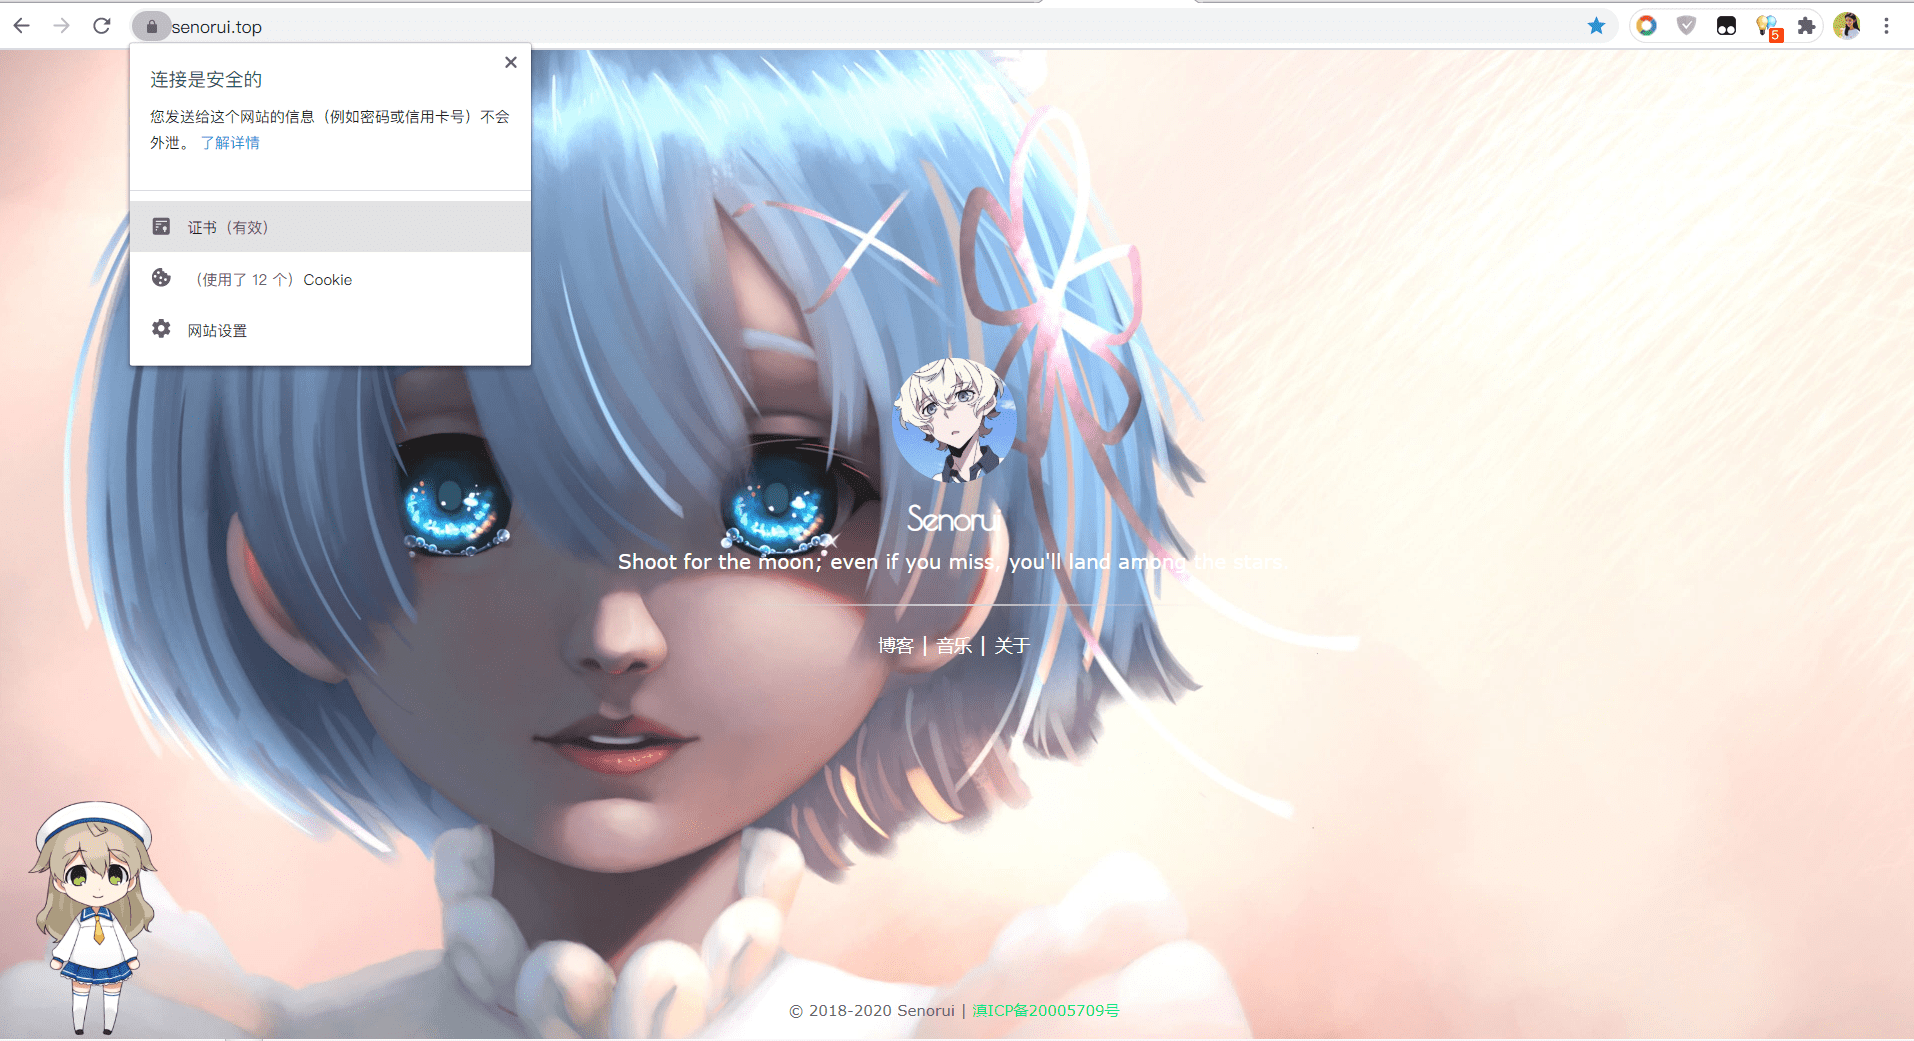 senorui.top
5
连接是安全的
您发送给这个网站的信息（例如密码或信用卡号）不会
外泄。 了解详情
证书（有效）
（使用了 12 个）Cookie
网站设置
Senorui
Shoot for the moon; even if you miss, you'll land among the stars.
博客 | 音乐 | 关于
© 2018-2020 Senorui | 滇ICP备20005709号